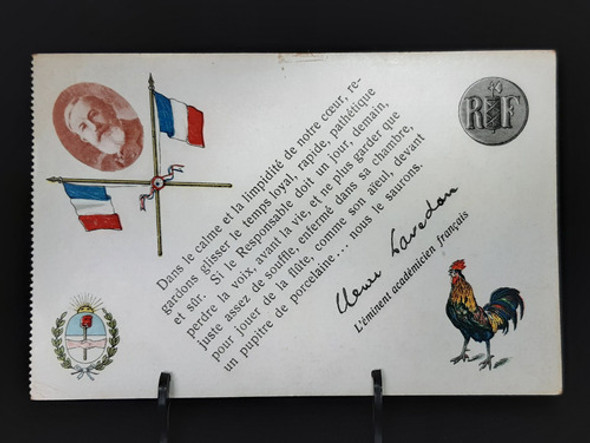 Dans le calme et la limpidité de notre cœur, re-
gardons glisser le temps loyal, rapide, pathétique
et sûr. Si le Responsable doit un jour, demain,
perdre la voix, avant la vie, et ne plus garder que
juste assez de souffle, enfermé dans sa chambre,
pour jouer de la flûte, comme son aïeul, devant
un pupitre de porcelaine... nous le saurons.
Henri Lavedan
L'éminent académicien français
RF